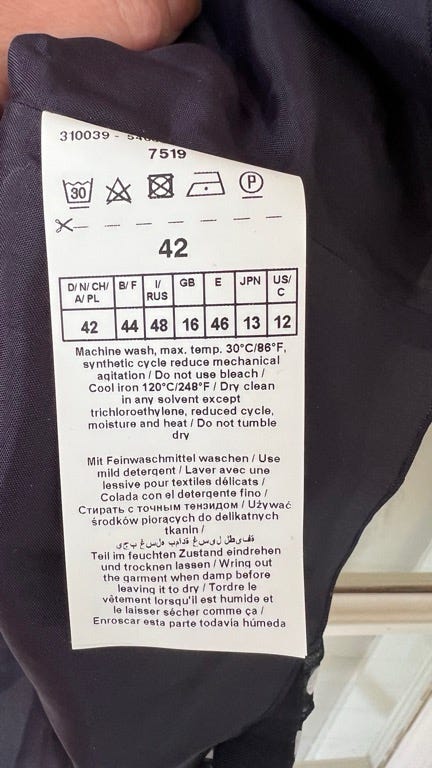 310039 -
7519
30 P
42
D/ N/ CH/ A/ PL B/ F I/ RUS GB E JPN US/ C
42 44 48 16 46 13 12
Machine wash, max. temp. 30°C/86°F,
synthetic cycle reduce mechanical
agitation / Do not use bleach /
Cool iron 120°C/248°F / Dry clean
in any solvent except
trichloroethylene, reduced cycle,
moisture and heat / Do not tumble
dry
Mit Feinwaschmittel waschen / Use
mild detergent / Laver avec une
lessive pour textiles délicats /
Colada con el detergente fino /
Стирать с точным тензидом / Używać
środków piorących do delikatnych
tkanin /
Teil im feuchten Zustand eindrehen
und trocknen lassen / Wring out
the garment when damp before
leaving it to dry / Tordre le
vêtement lorsqu'il est humide et
le laisser sécher comme ça /
Enroscar esta parte todavia húmeda